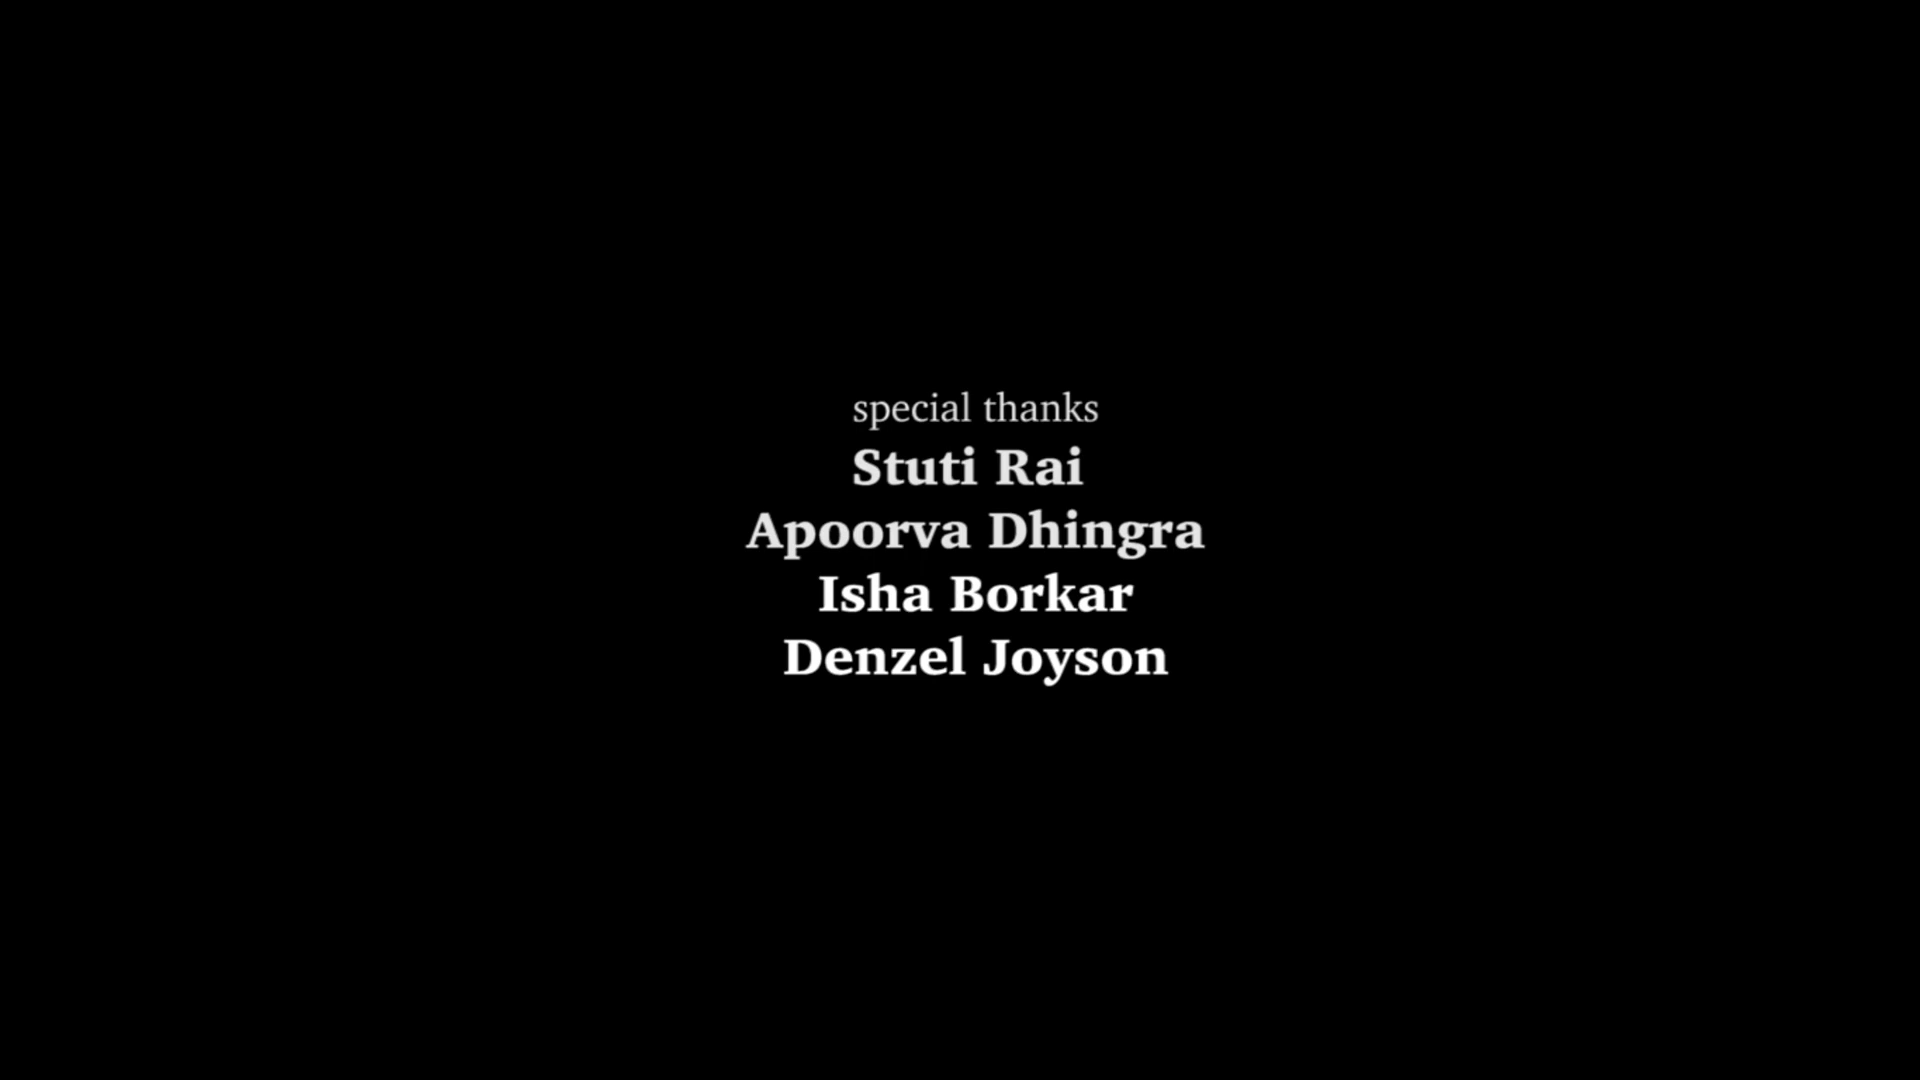 special thanks
Stuti Rai
Apoorva Dhingra
Isha Borkar
Denzel Joyson